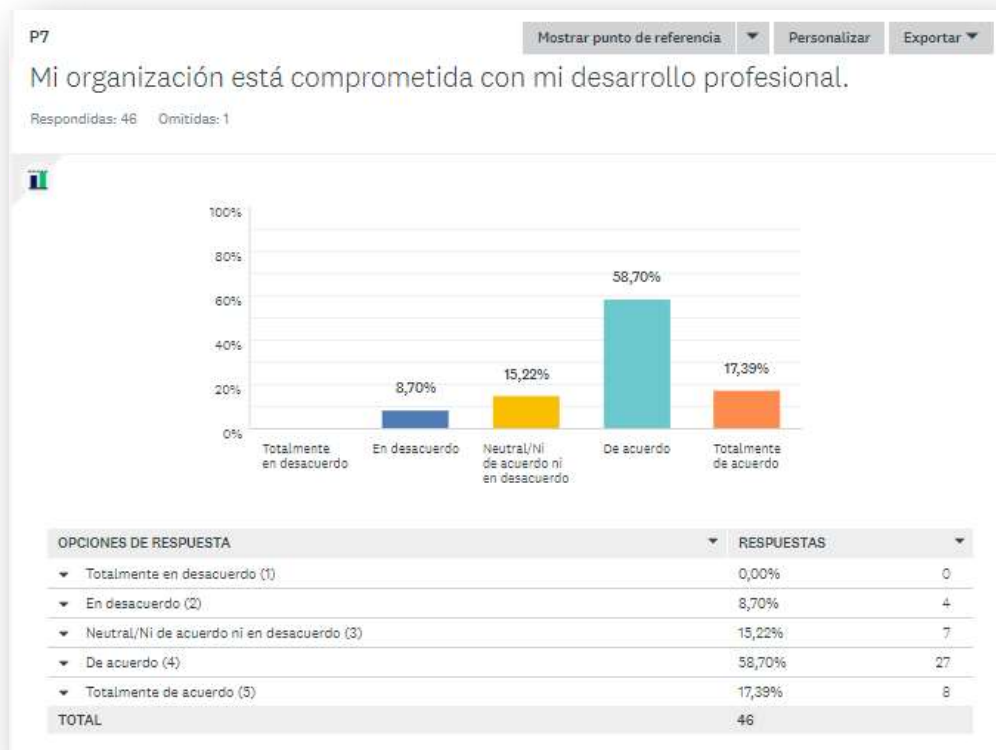 P7
Mostrar punto de referencia
Personalizar
Exportar
Mi organización está comprometida con mi desarrollo profesional.
Respondidas: 46 Omitidas: 1
100%
80%
60%
40%
20%
0%
8,70%
15,22%
58,70%
17,39%
Totalmente
en desacuerdo
En desacuerdo
Neutral/Ni
de acuerdo ni
en desacuerdo
De acuerdo
Totalmente
de acuerdo
OPCIONES DE RESPUESTA RESPUESTAS
Totalmente en desacuerdo (1) 0,00% 0
En desacuerdo (2) 8,70% 4
Neutral/Ni de acuerdo ni en desacuerdo (3) 15,22% 7
De acuerdo (4) 58,70% 27
Totalmente de acuerdo (5) 17,39% 8
TOTAL 46